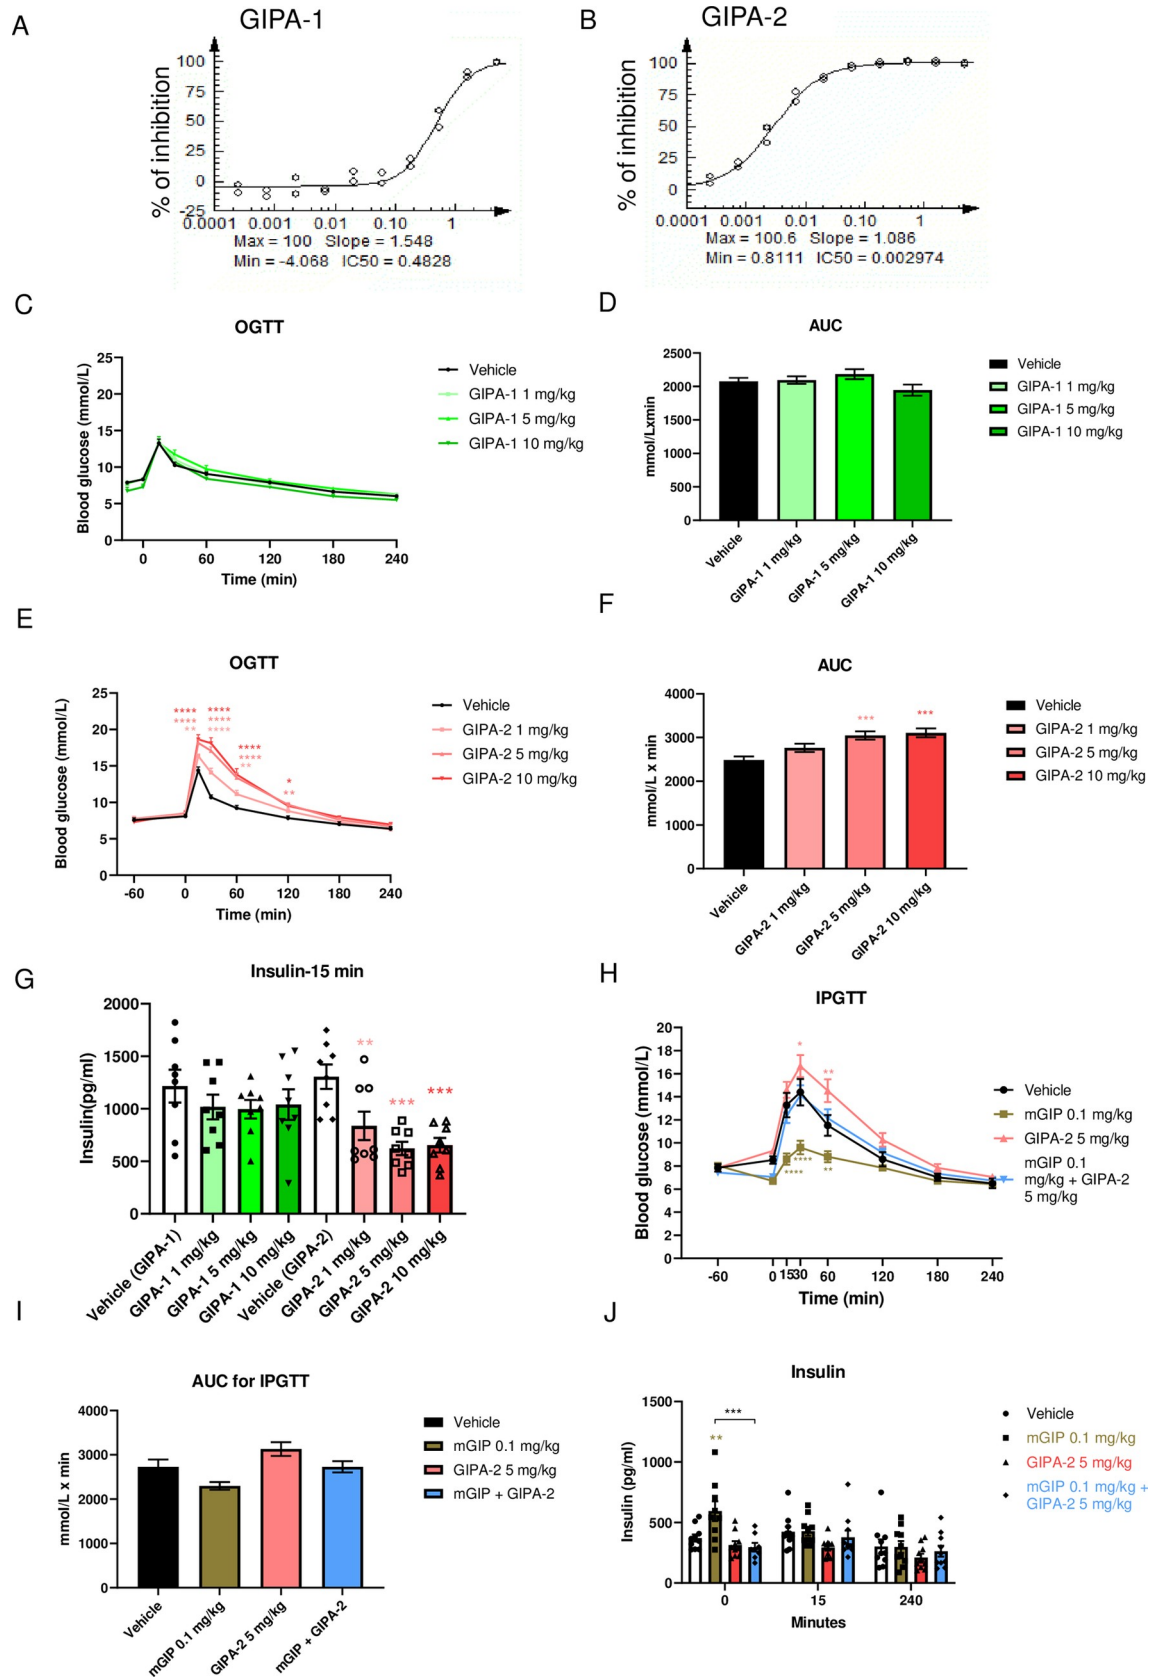 A
GIPA-1
% of inhibition
100
75
50
25
0
-25
0.0001 0.001 0.01 0.10 1
Max = 100 Slope = 1.548
Min = -4.068 IC50 = 0.4828
B
GIPA-2
% of inhibition
100
75
50
25
0
0.0001 0.001 0.01 0.10 1
Max = 100.6 Slope = 1.086
Min = 0.8111 IC50 = 0.002974
C
OGTT
Blood glucose (mmol/L)
25
20
15
10
5
0
0 60 120 180 240
Time (min)
Vehicle
GIPA-1 1 mg/kg
GIPA-1 5 mg/kg
GIPA-1 10 mg/kg
D
AUC
mmol/Lxmin
2500
2000
1500
1000
500
0
Vehicle
GIPA-1 1 mg/kg
GIPA-1 5 mg/kg
GIPA-1 10 mg/kg
Vehicle
GIPA-1 1 mg/kg
GIPA-1 5 mg/kg
GIPA-1 10 mg/kg
E
OGTT
Blood glucose (mmol/L)
25
20
15
10
5
0
**** ****
**** ****
** ****
****
****
**
*
**
-60 0 60 120 180 240
Time (min)
Vehicle
GIPA-2 1 mg/kg
GIPA-2 5 mg/kg
GIPA-2 10 mg/kg
F
AUC
mmol/L x min
4000
3000
2000
1000
0
*** ***
Vehicle
GIPA-2 1 mg/kg
GIPA-2 5 mg/kg
GIPA-2 10 mg/kg
Vehicle
GIPA-2 1 mg/kg
GIPA-2 5 mg/kg
GIPA-2 10 mg/kg
G
Insulin-15 min
Insulin(pg/ml)
2000
1500
1000
500
0
** *** ***
Vehicle (GIPA-1)
GIPA-1 1 mg/kg
GIPA-1 5 mg/kg
GIPA-1 10 mg/kg
Vehicle (GIPA-2)
GIPA-2 1 mg/kg
GIPA-2 5 mg/kg
GIPA-2 10 mg/kg
H
IPGTT
Blood glucose (mmol/L)
20
18
16
14
12
10
8
6
4
2
0
*
**
****
****
**
-60 0 15 30 60 120 180 240
Time (min)
Vehicle
mGIP 0.1 mg/kg
GIPA-2 5 mg/kg
mGIP 0.1
mg/kg + GIPA-2
5 mg/kg
I
AUC for IPGTT
mmol/L x min
4000
3000
2000
1000
0
Vehicle
mGIP 0.1 mg/kg
GIPA-2 5 mg/kg
mGIP + GIPA-2
Vehicle
mGIP 0.1 mg/kg
GIPA-2 5 mg/kg
mGIP + GIPA-2
J
Insulin
Insulin (pg/ml)
1500
1000
500
0
***
**
0 15 240
Minutes
Vehicle
mGIP 0.1 mg/kg
GIPA-2 5 mg/kg
mGIP 0.1 mg/kg +
GIPA-2 5 mg/kg